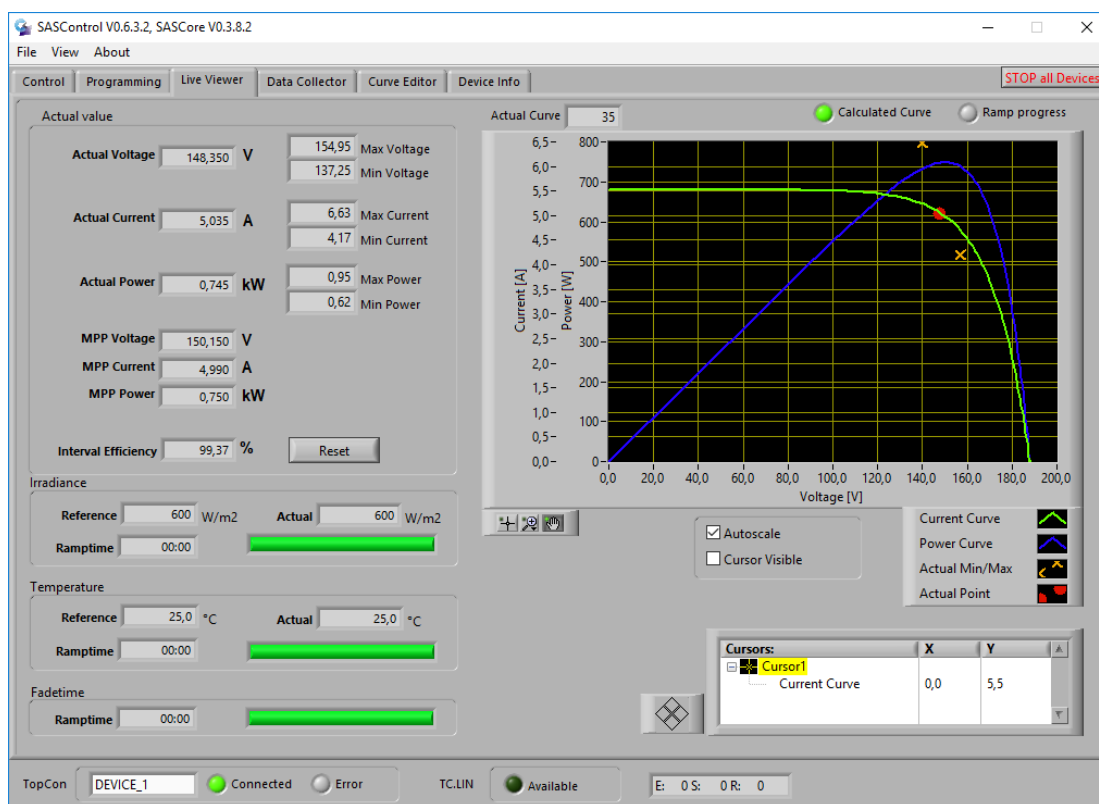 SASControl V0.6.3.2, SASCore V0.3.8.2
File View About
Control Programming Live Viewer Data Collector Curve Editor Device Info STOP all Devices
Actual value
Actual Voltage 148,350 V 154,95 Max Voltage
137,25 Min Voltage
Actual Current 5,035 A 6,63 Max Current
4,17 Min Current
Actual Power 0,745 kW 0,95 Max Power
0,62 Min Power
MPP Voltage 150,150 V
MPP Current 4,990 A
MPP Power 0,750 kW
Interval Efficiency 99,37 % Reset
Irradiance
Reference 600 W/m2 Actual 600 W/m2
Ramptime 00:00
Temperature
Reference 25,0 °C Actual 25,0 °C
Ramptime 00:00
Fadetime
Ramptime 00:00
Actual Curve 35 Calculated Curve Ramp progress
Current [A]
6,5-
6,0-
5,5-
5,0-
4,5-
4,0-
3,5-
3,0-
2,5-
2,0-
1,5-
1,0-
0,5-
0,0-
Power [W]
800-
700-
600-
500-
400-
300-
200-
100-
0-
0,0 20,0 40,0 60,0 80,0 100,0 120,0 140,0 160,0 180,0 200,0
Voltage [V]
Autoscale
Cursor Visible
Current Curve
Power Curve
Actual Min/Max
Actual Point
Cursors: X Y
Cursor1
Current Curve 0,0 5,5
TopCon DEVICE_1 Connected Error TC.LIN Available E: 0 S: 0 R: 0